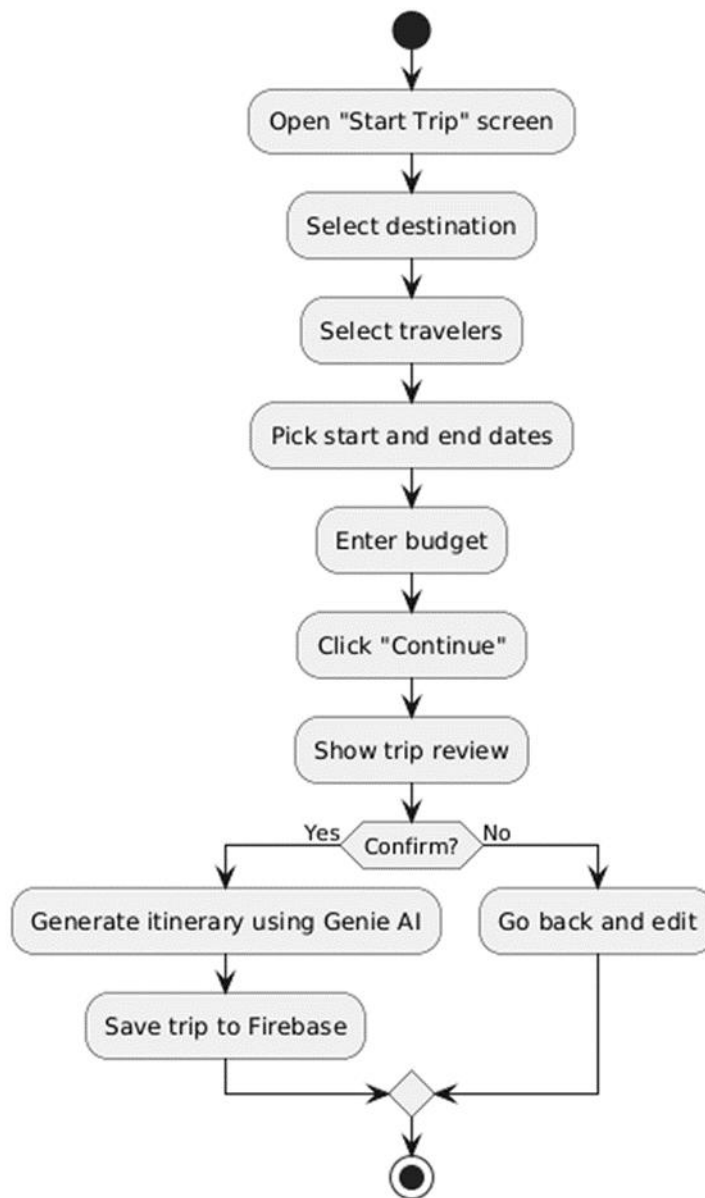 Open "Start Trip" screen
Select destination
Select travelers
Pick start and end dates
Enter budget
Click "Continue"
Show trip review
Yes
Confirm?
No
Generate itinerary using Genie AI
Go back and edit
Save trip to Firebase